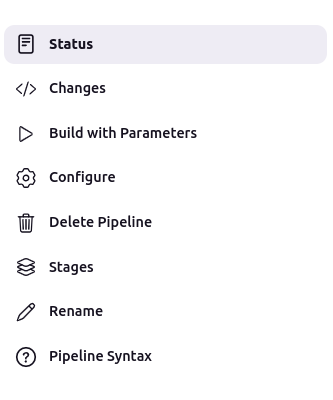 Status
Changes
Build with Parameters
Configure
Delete Pipeline
Stages
Rename
Pipeline Syntax